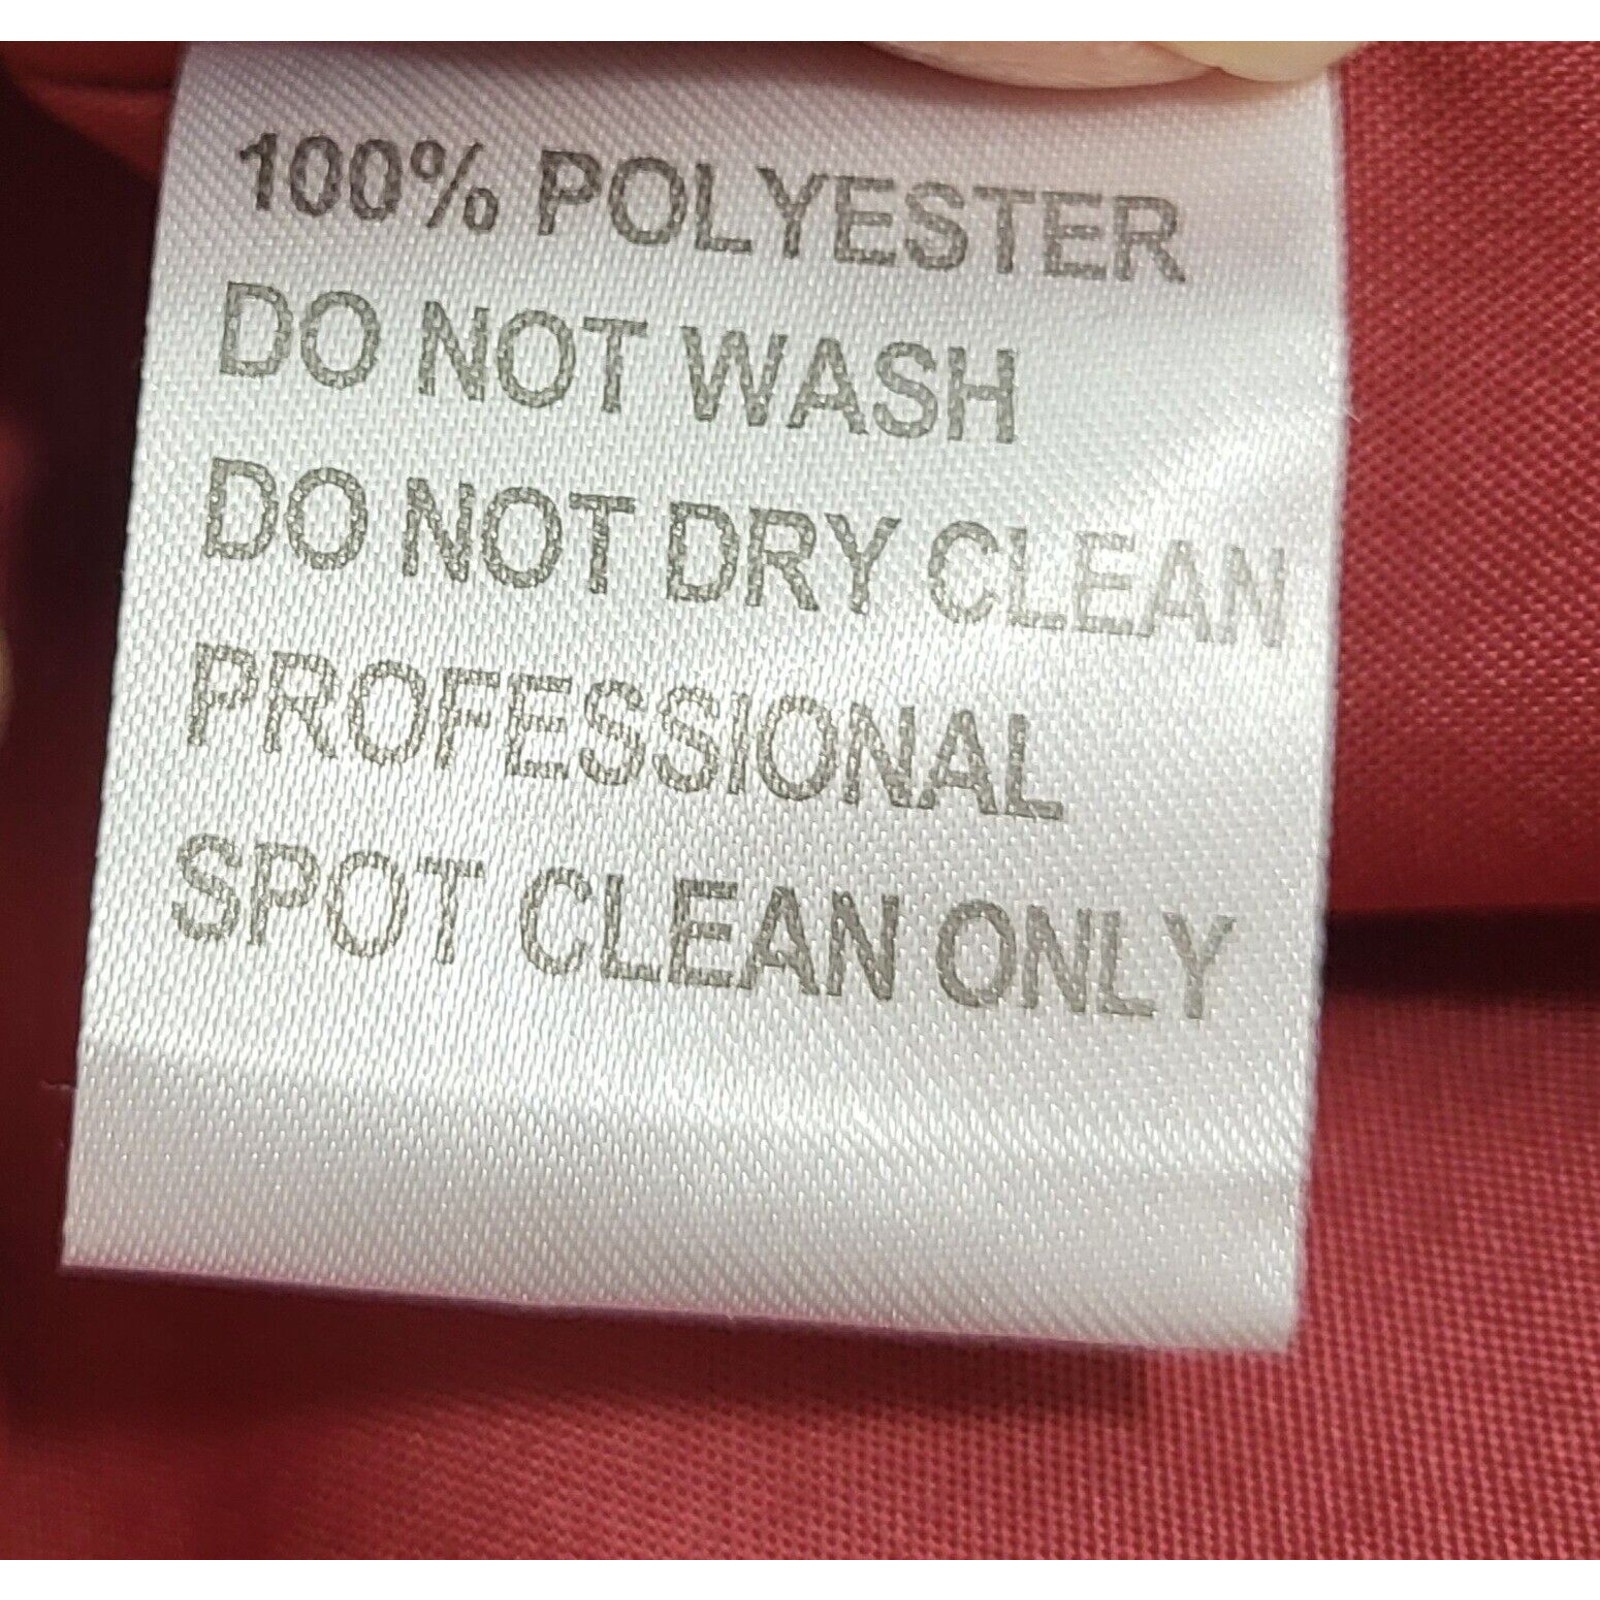 100% POLYESTER
DO NOT WASH
DO NOT DRY CLEAN
PROFESSIONAL
SPOT CLEAN ONLY